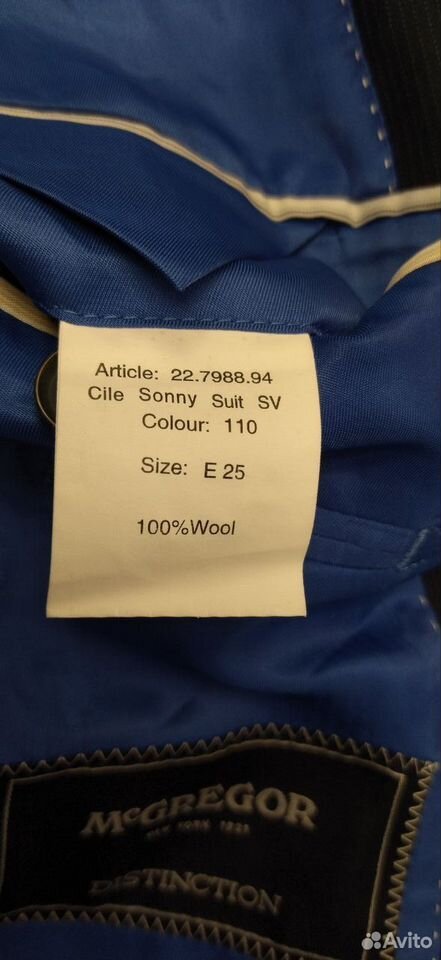 Article: 22.7988.94
Cile Sonny Suit SV
Colour: 110
Size: E 25
100%Wool
McGREGOR
NEW YORK 1921
DISTINCTION
Avito